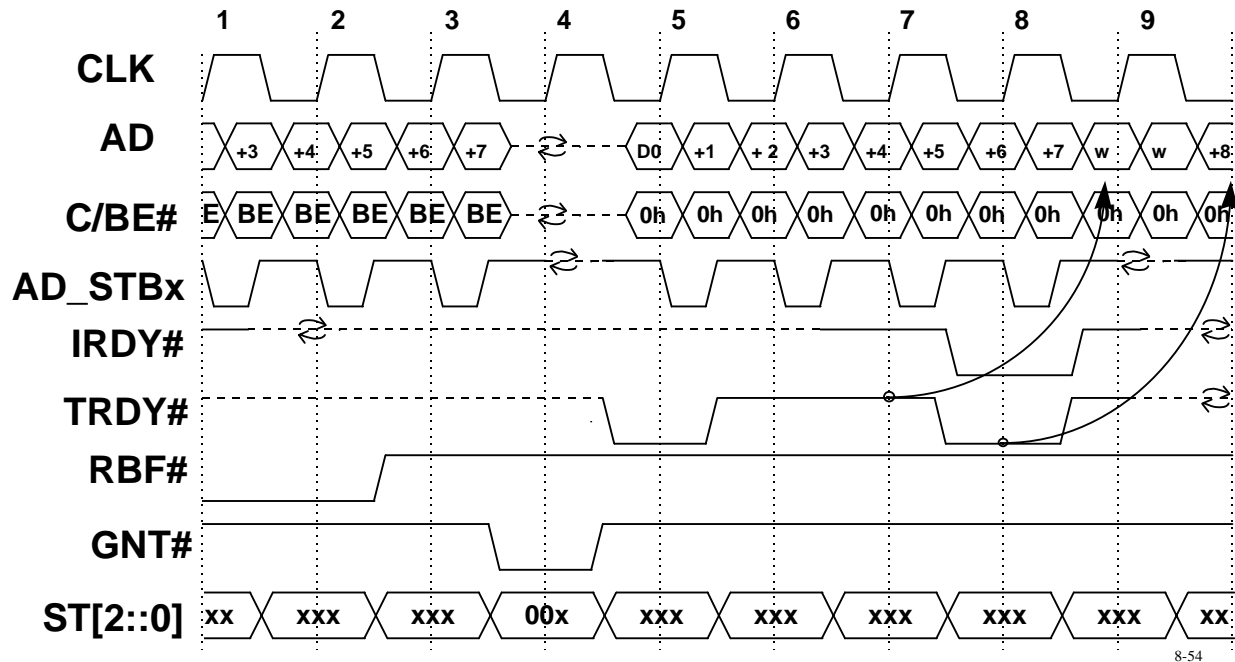 1 2 3 4 5 6 7 8 9
CLK
AD +3 +4 +5 +6 +7 D0 +1 + 2 +3 +4 +5 +6 +7 w w +8
C/BE# E BE BE BE BE BE 0h 0h 0h 0h 0h 0h 0h 0h 0h 0h 0h
AD_STBx
IRDY#
TRDY#
RBF#
GNT#
ST[2::0] xx xxx xxx 00x xxx xxx xxx xxx xxx xx
8-54